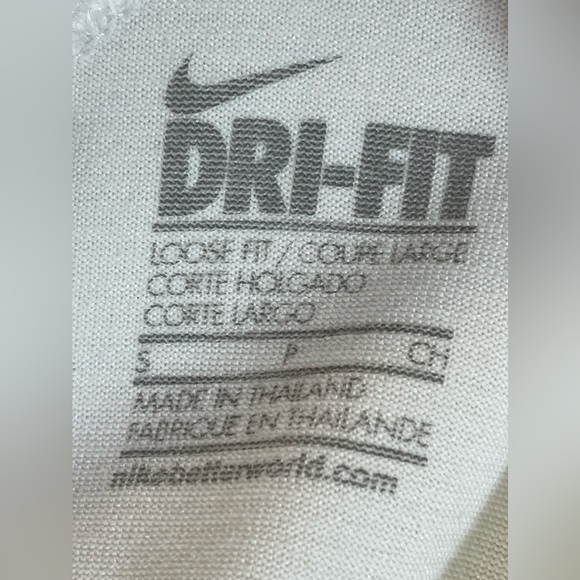 DRI-FIT
LOOSE FIT / COUPE LARGE
CORTE HOLGADO
CORTE LARGO
S P CH
MADE IN THAILAND
FABRIQUE EN THAILANDE
nikebetterworld.com